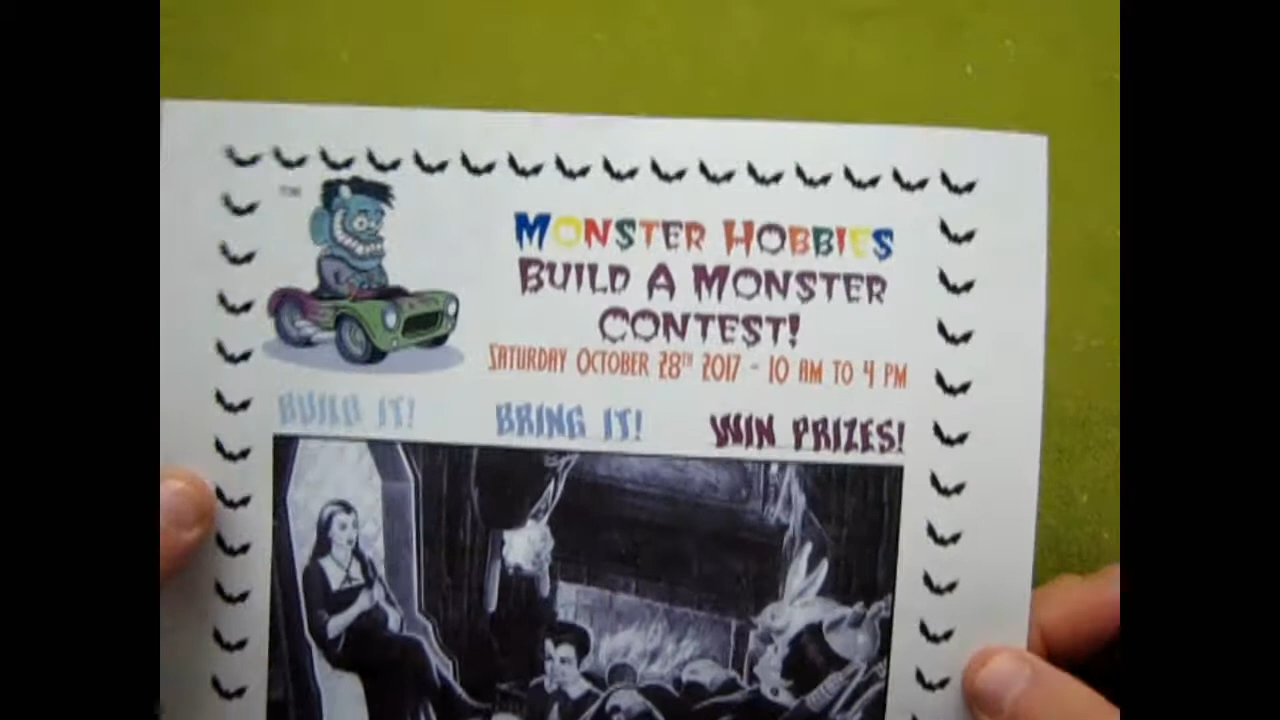 TM
MONSTER HOBBIES
BUILD A MONSTER
CONTEST!
SATURDAY OCTOBER 28TH 2017 - 10 AM TO 4 PM
BUILD IT! BRING IT! WIN PRIZES!